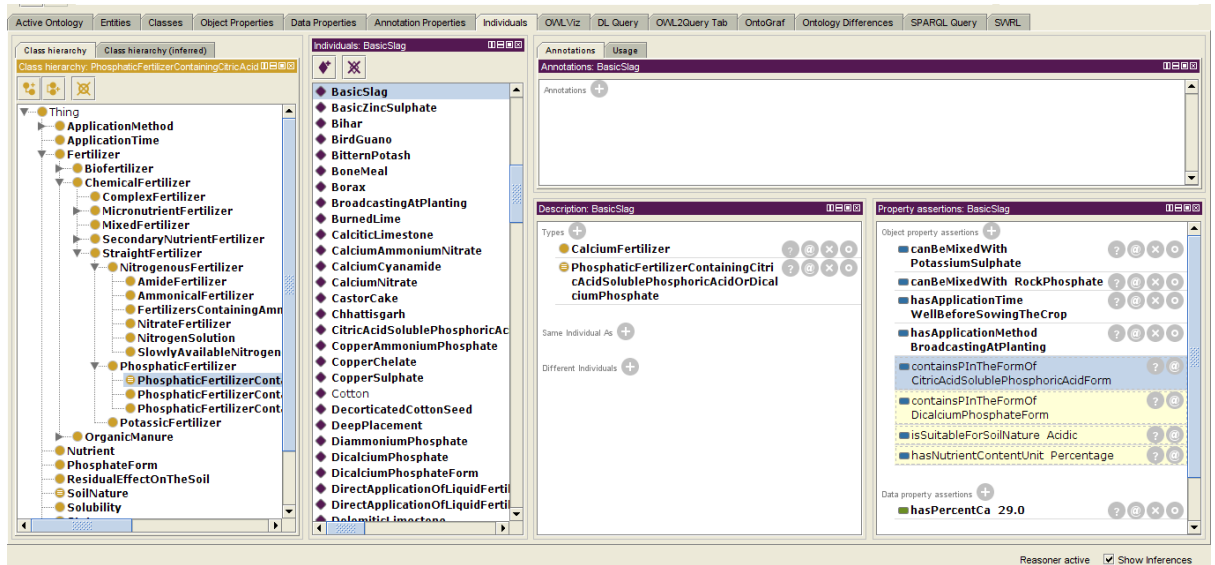 Active Ontology Entities Classes Object Properties Data Properties Annotation Properties Individuals OWLViz DL Query OWL2Query Tab OntoGraf Ontology Differences SPARQL Query SWRL
Class hierarchy Class hierarchy (inferred)
Class hierarchy: PhosphaticFertilizerContainingCitricAcid
Thing
ApplicationMethod
ApplicationTime
Fertilizer
Biofertilizer
ChemicalFertilizer
ComplexFertilizer
MicronutrientFertilizer
MixedFertilizer
SecondaryNutrientFertilizer
StraightFertilizer
NitrogenousFertilizer
AmideFertilizer
AmmonicalFertilizer
FertilizersContainingAmn
NitrateFertilizer
NitrogenSolution
SlowlyAvailableNitrogen
PhosphaticFertilizer
PhosphaticFertilizerConta
PhosphaticFertilizerConta
PhosphaticFertilizerConta
PotassicFertilizer
OrganicManure
Nutrient
PhosphateForm
ResidualEffectOnTheSoil
SoilNature
Solubility
Individuals: BasicSlag
BasicSlag
BasicZincSulphate
Bihar
BirdGuano
BitternPotash
BoneMeal
Borax
BroadcastingAtPlanting
BurnedLime
CalciticLimestone
CalciumAmmoniumNitrate
CalciumCyanamide
CalciumNitrate
CastorCake
Chhattisgarh
CitricAcidSolublePhosphoricAc
CopperAmmoniumPhosphate
CopperChelate
CopperSulphate
Cotton
DecorticatedCottonSeed
DeepPlacement
DiammoniumPhosphate
DicalciumPhosphate
DicalciumPhosphateForm
DirectApplicationOfLiquidFertil
DirectApplicationOfLiquidFertil
DolomiticLimestone
Annotations Usage
Annotations: BasicSlag
Annotations
Description: BasicSlag
Types
CalciumFertilizer
PhosphaticFertilizerContainingCitri
cAcidSolublePhosphoricAcidOrDical
ciumPhosphate
Same Individual As
Different Individuals
Property assertions: BasicSlag
Object property assertions
canBeMixedWith
PotassiumSulphate
canBeMixedWith RockPhosphate
hasApplicationTime
WellBeforeSowingTheCrop
hasApplicationMethod
BroadcastingAtPlanting
containsPInTheFormOf
CitricAcidSolublePhosphoricAcidForm
containsPInTheFormOf
DicalciumPhosphateForm
isSuitableForSoilNature Acidic
hasNutrientContentUnit Percentage
Data property assertions
hasPercentCa 29.0
Reasoner active Show Inferences